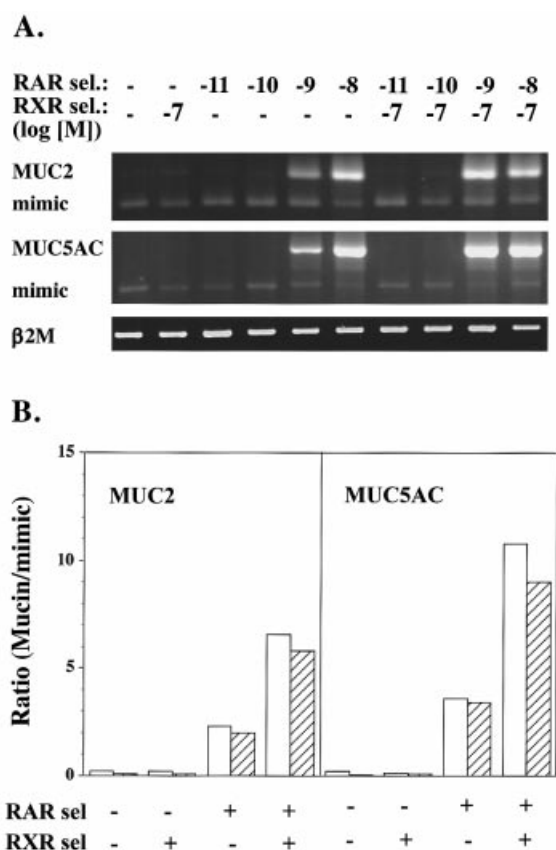 A.
RAR sel.: - - -11 -10 -9 -8 -11 -10 -9 -8
RXR sel.: - -7 - - - - -7 -7 -7 -7
(log [M])
MUC2
mimic
MUC5AC
mimic
β2M
B.
15
MUC2 MUC5AC
10
5
0
Ratio (Mucin/mimic)
RAR sel - - + + - - + +
RXR sel - + - + - + - +